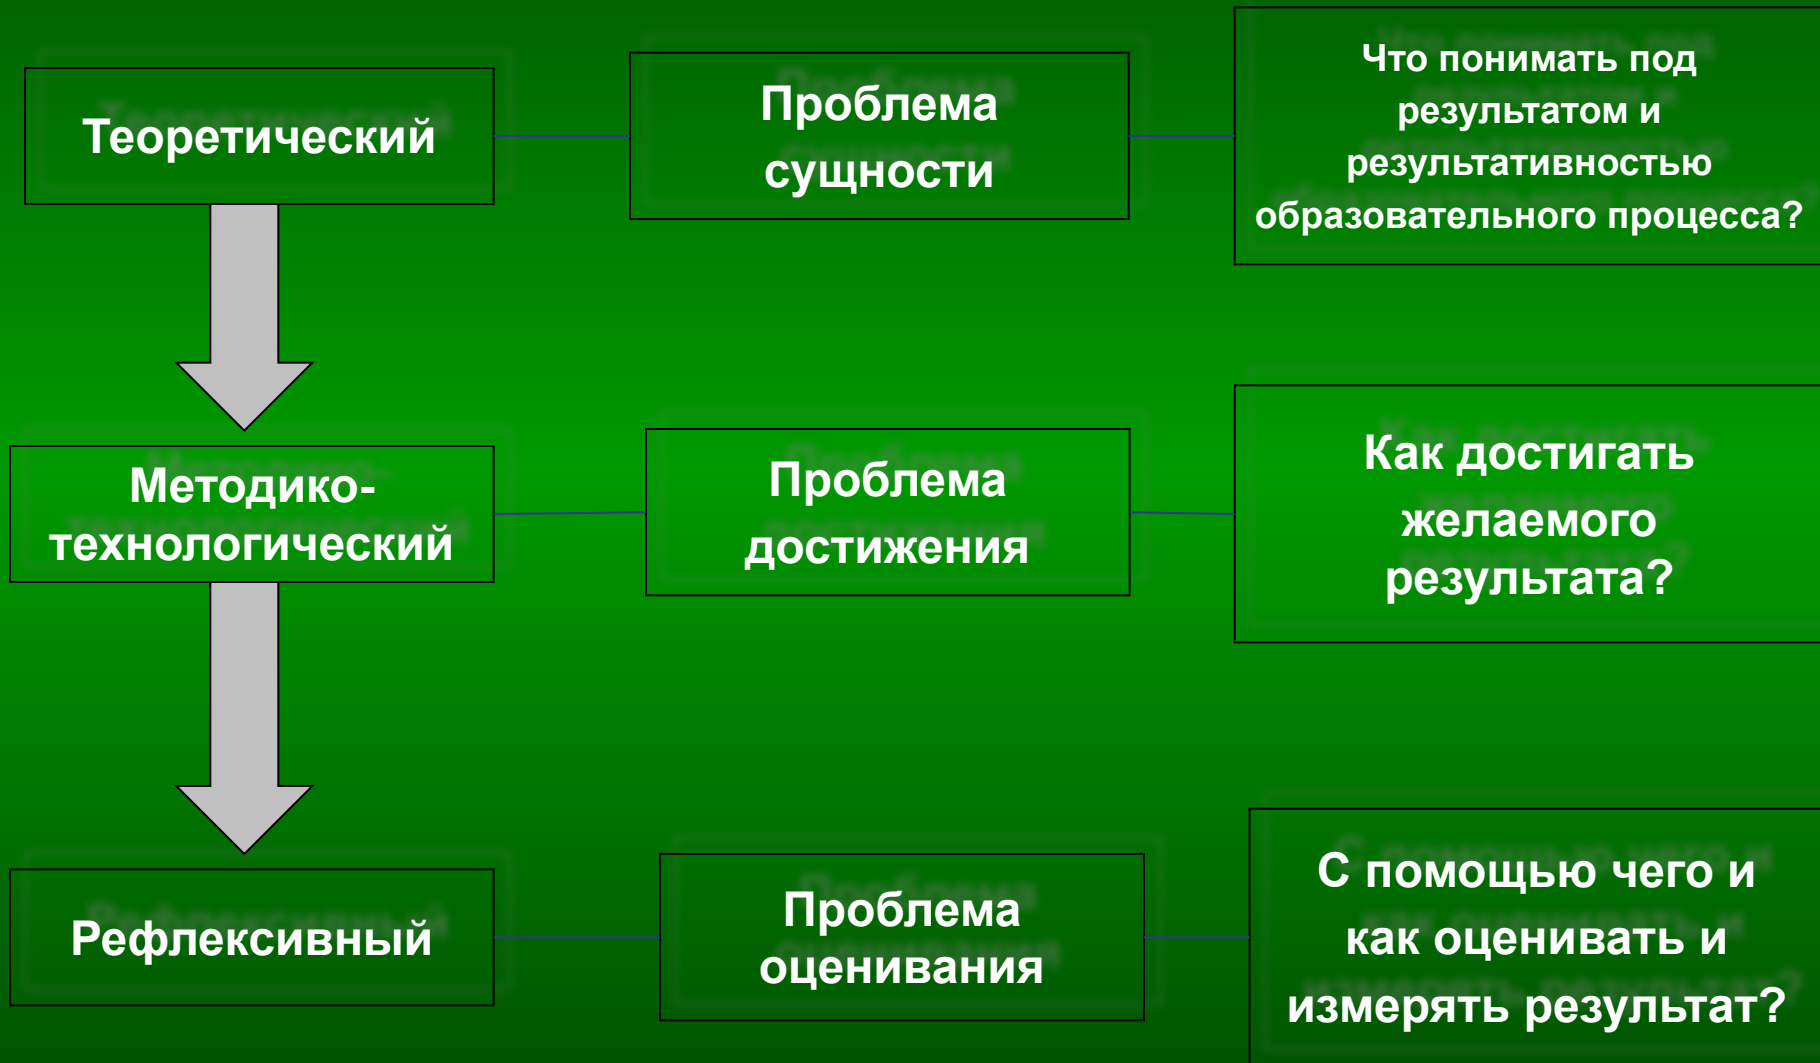 Теоретический
Проблема
сущности
Что понимать под
результатом и
результативностью
образовательного процесса?
Методико-
технологический
Проблема
достижения
Как достигать
желаемого
результата?
Рефлексивный
Проблема
оценивания
С помощью чего и
как оценивать и
измерять результат?